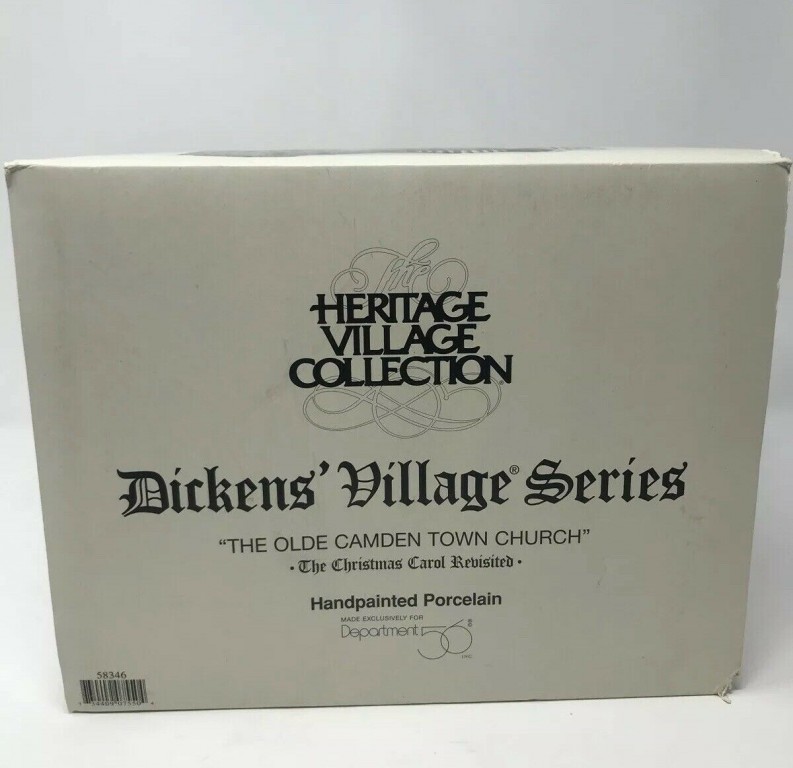 The
HERITAGE
VILLAGE
COLLECTION®
Dickens' Village® Series
"THE OLDE CAMDEN TOWN CHURCH"
• The Christmas Carol Revisited •
Handpainted Porcelain
MADE EXCLUSIVELY FOR
Department 56®
INC.
58346